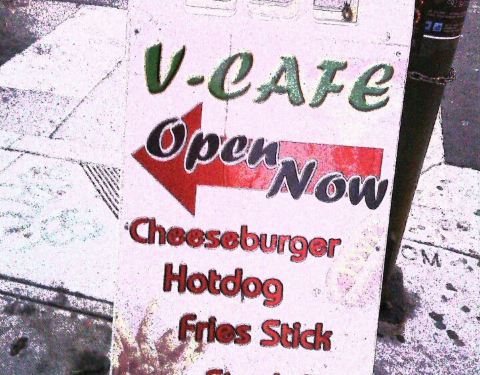 V-CAFE
Open
Now
Cheeseburger
Hotdog
Fries Stick